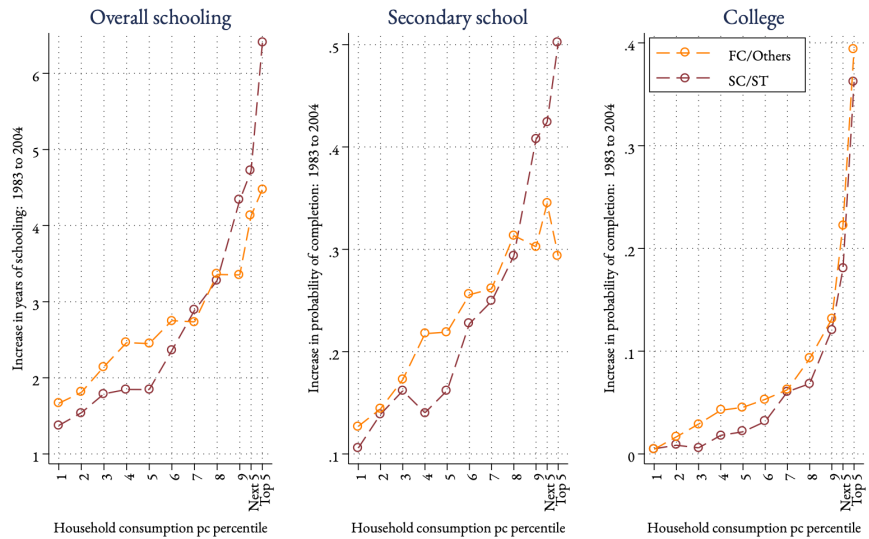 Overall schooling
Increase in years of schooling: 1983 to 2004
6
5
4
3
2
1
1 2 3 4 5 6 7 8 9 Next 5 Top 5
Household consumption pc percentile
Secondary school
Increase in probability of completion: 1983 to 2004
.5
.4
.3
.2
.1
1 2 3 4 5 6 7 8 9 Next 5 Top 5
Household consumption pc percentile
College
FC/Others
SC/ST
Increase in probability of completion: 1983 to 2004
.4
.3
.2
.1
0
1 2 3 4 5 6 7 8 9 Next 5 Top 5
Household consumption pc percentile